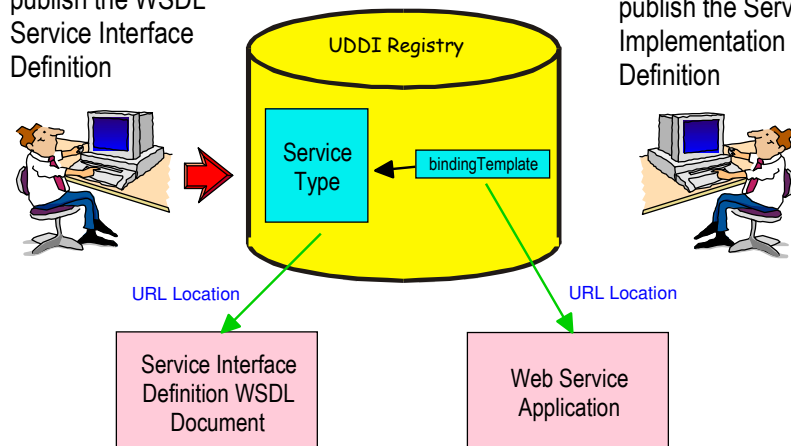 publish the WSDL
Service Interface
Definition
UDDI Registry
publish the
Implementation
Definition
Service
Type
bindingTemplate
URL Location
URL Location
Service Interface
Definition WSDL
Document
Web Service
Application